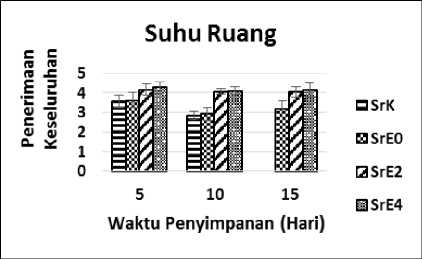 Suhu Ruang
Penerimaan
Keseluruhan
5
4
3
2
1
0
5 10 15
Waktu Penyimpanan (Hari)
SrK
SrE0
SrE2
SrE4